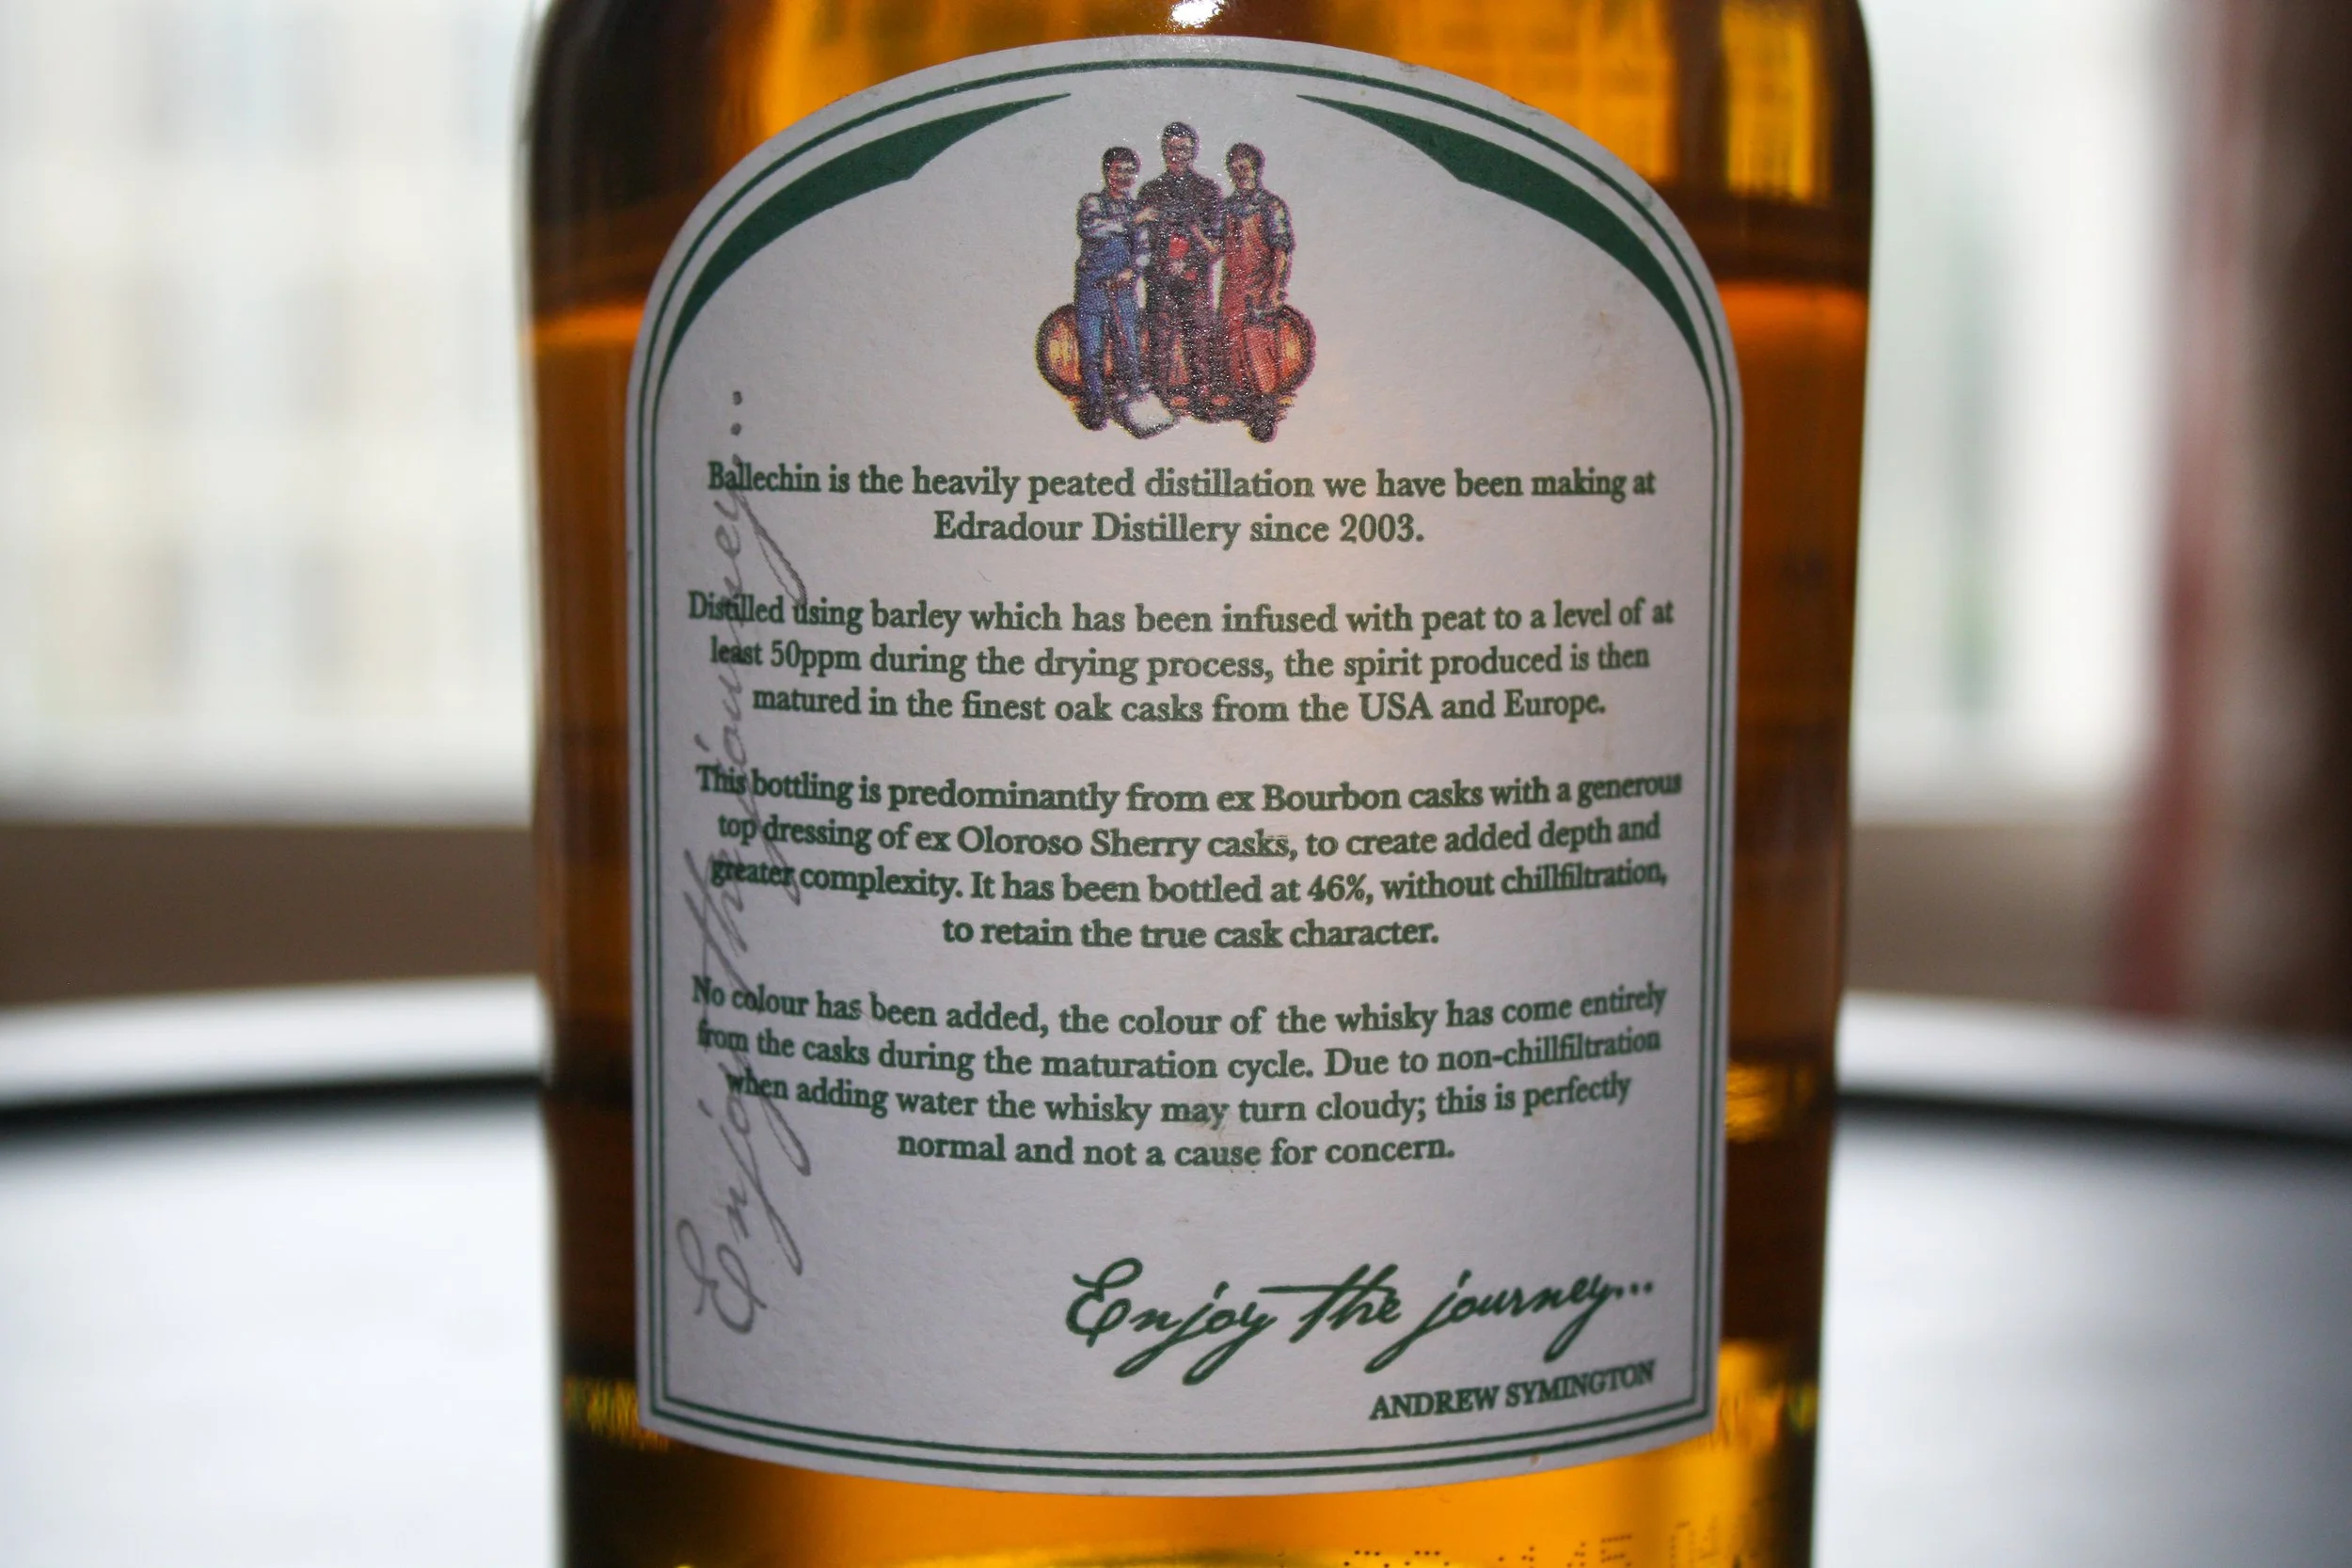 Ballechin is the heavily peated distillation we have been making at
Edradour Distillery since 2003.
Distilled using barley which has been infused with peat to a level of at
least 50ppm during the drying process, the spirit produced is then
matured in the finest oak casks from the USA and Europe.
This bottling is predominantly from ex Bourbon casks with a generous
top dressing of ex Oloroso Sherry casks, to create added depth and
greater complexity. It has been bottled at 46%, without chillfiltration,
to retain the true cask character.
No colour has been added, the colour of the whisky has come entirely
from the casks during the maturation cycle. Due to non-chillfiltration
when adding water the whisky may turn cloudy; this is perfectly
normal and not a cause for concern.
Enjoy the journey...
ANDREW SYMINGTON
Enjoy the journey...